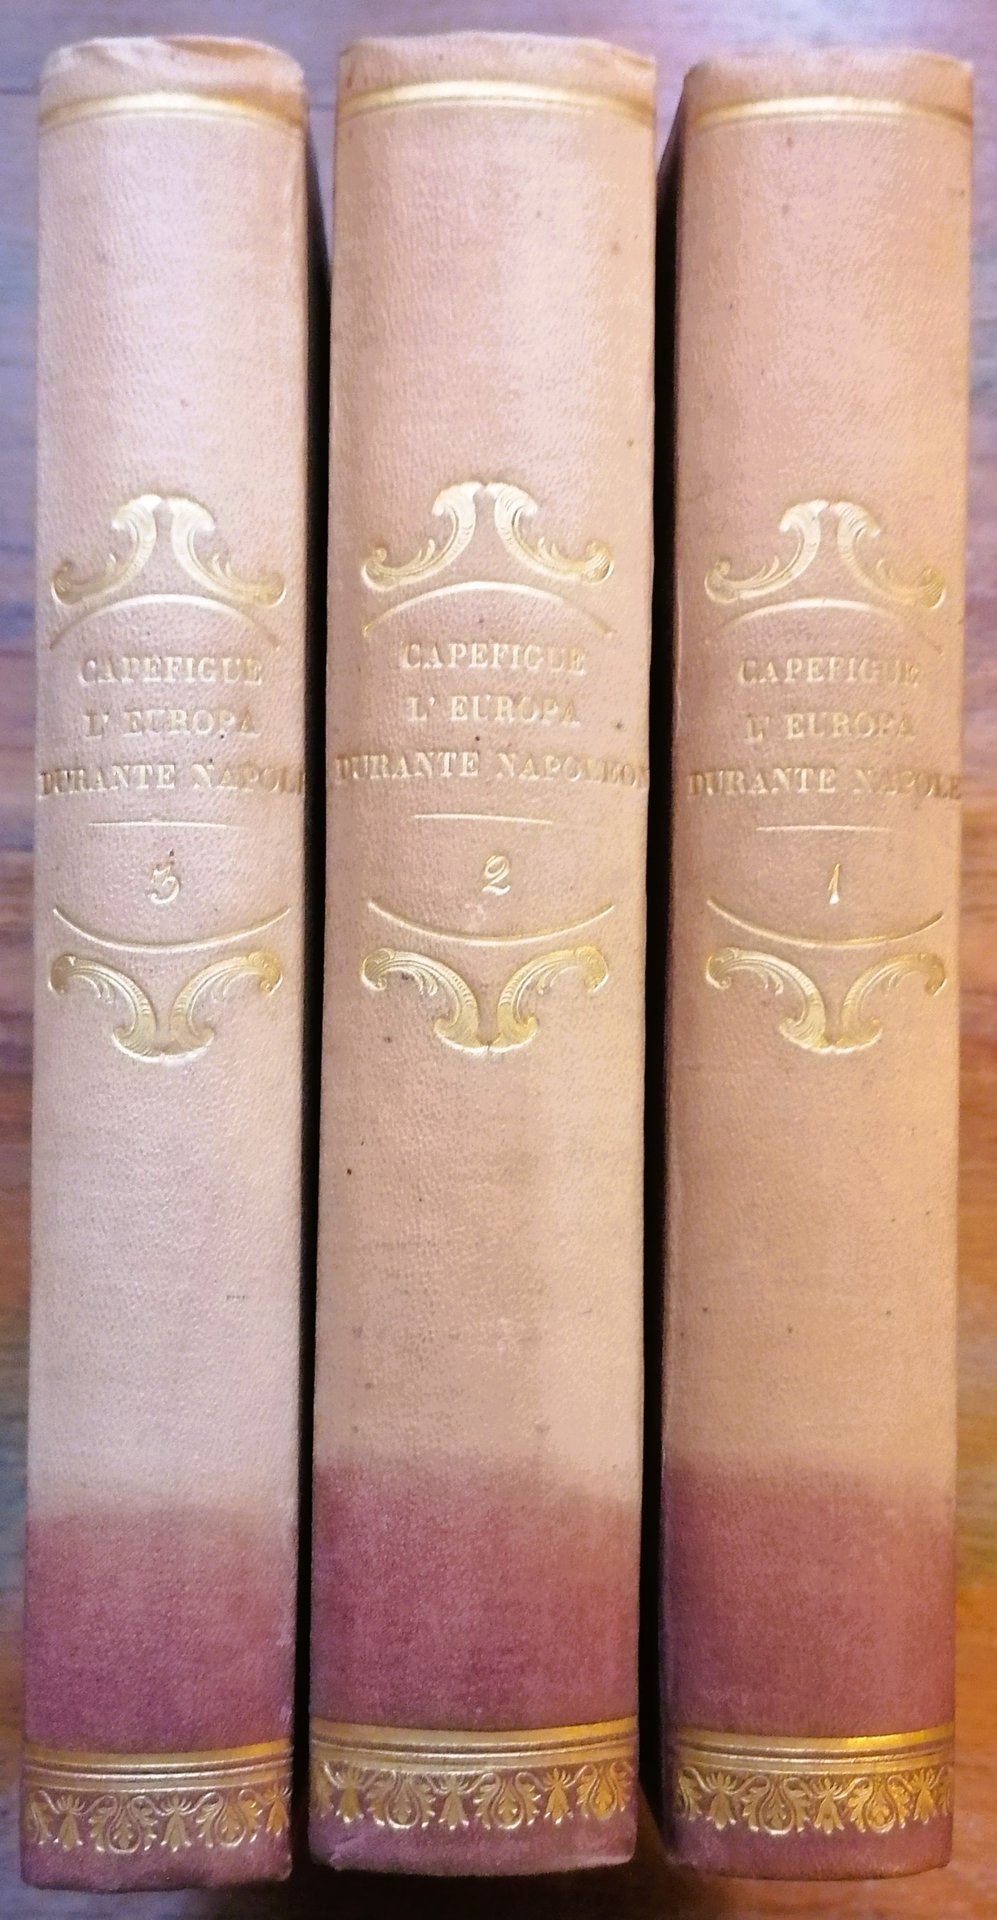 CAPEFIGUE
L' EUROPA
DURANTE NAPOLE
3
CAPEFIGUE
L' EUROPA
DURANTE NAPOLEON
2
CAPEFIGUE
L' EUROPA
DURANTE NAPOLE
1